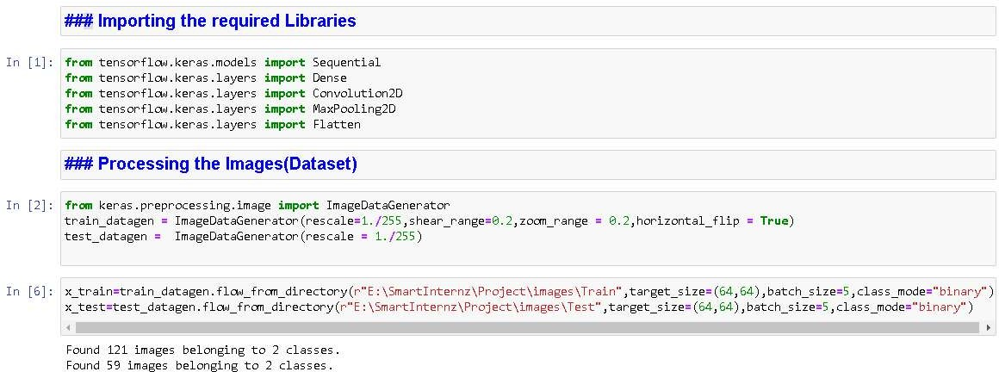 ### Importing the required Libraries
In [1]:
from tensorflow.keras.models import Sequential
from tensorflow.keras.layers import Dense
from tensorflow.keras.layers import Convolution2D
from tensorflow.keras.layers import MaxPooling2D
from tensorflow.keras.layers import Flatten
### Processing the Images(Dataset)
In [2]:
from keras.preprocessing.image import ImageDataGenerator
train_datagen = ImageDataGenerator(rescale=1./255,shear_range=0.2,zoom_range = 0.2,horizontal_flip = True)
test_datagen =  ImageDataGenerator(rescale = 1./255)
In [6]:
x_train=train_datagen.flow_from_directory(r"E:\SmartInternz\Project\images\Train",target_size=(64,64),batch_size=5,class_mode="binary")
x_test=test_datagen.flow_from_directory(r"E:\SmartInternz\Project\images\Test",target_size=(64,64),batch_size=5,class_mode="binary")
Found 121 images belonging to 2 classes.
Found 59 images belonging to 2 classes.